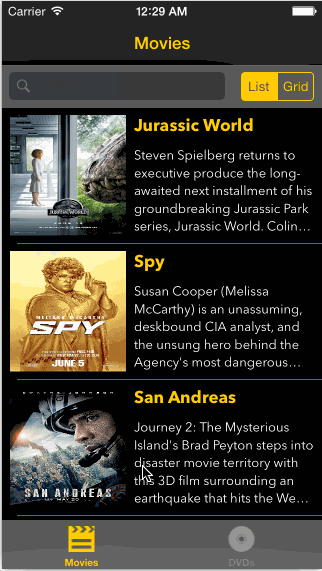 Carrier 12:29 AM
Movies
List Grid
Jurassic World
Steven Spielberg returns to
executive produce the long-
awaited next installment of his
groundbreaking Jurassic Park
series, Jurassic World. Colin...
JURASSIC WORLD
Spy
Susan Cooper (Melissa
McCarthy) is an unassuming,
deskbound CIA analyst, and
the unsung hero behind the
Agency's most dangerous...
MELISSA McCARTHY
SPY
JUNE 5
San Andreas
Journey 2: The Mysterious
Island's Brad Peyton steps into
disaster movie territory with
this 3D film surrounding an
earthquake that hits the We...
SAN ANDREAS
Movies DVDs